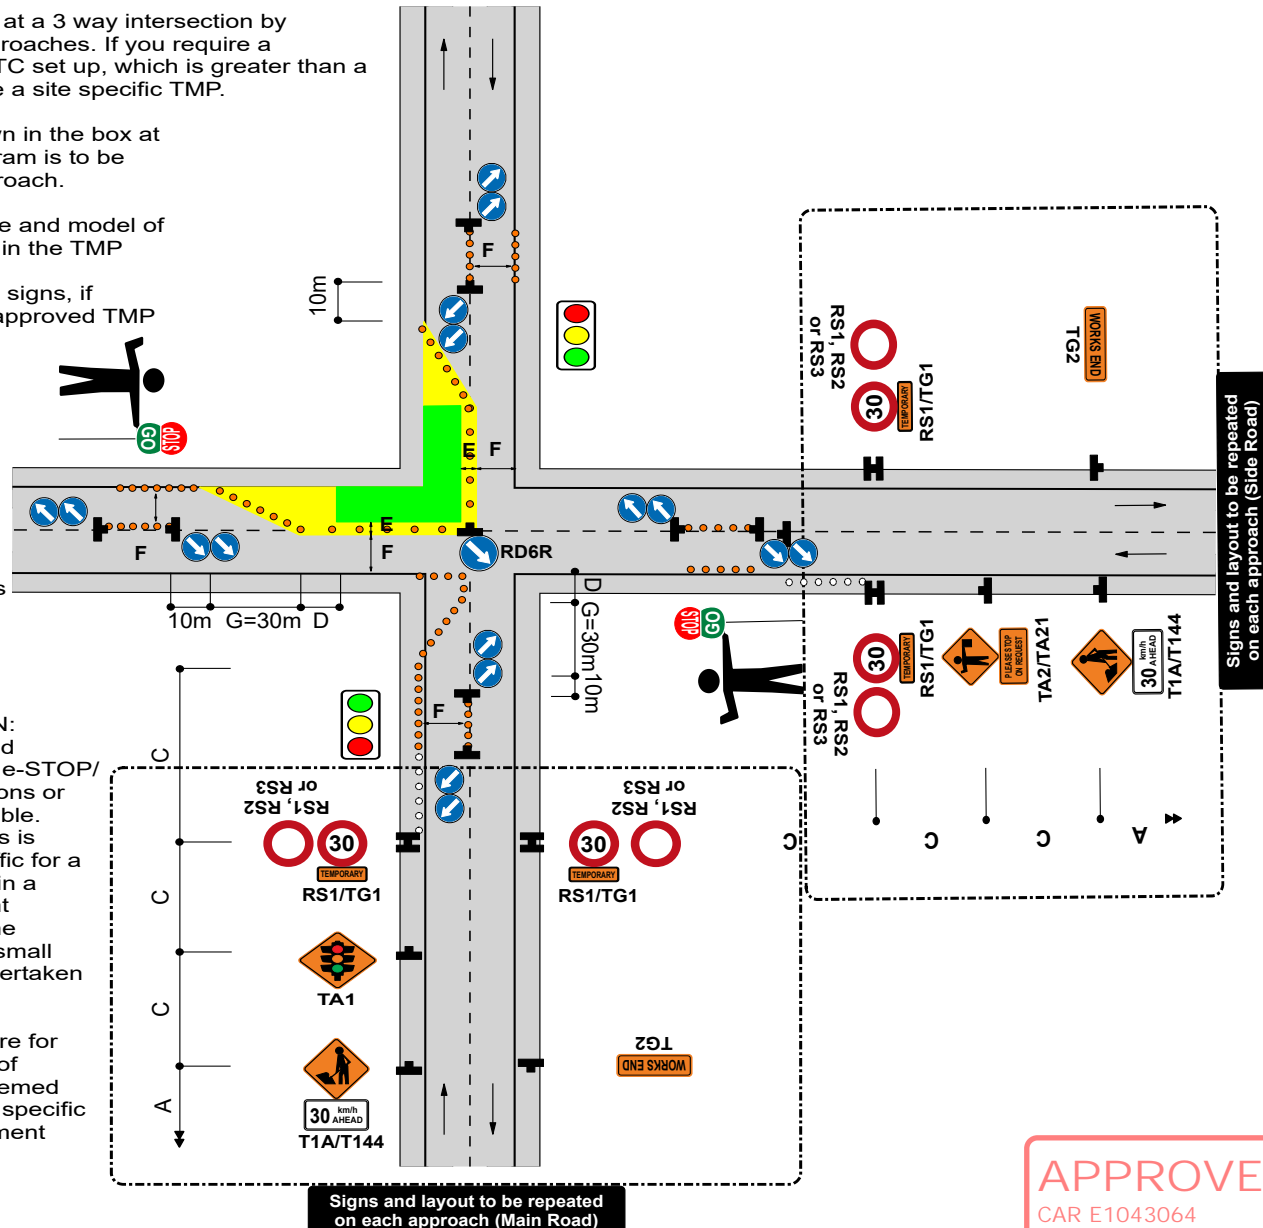 at a 3 way intersection by
roaches. If you require a
TC set up, which is greater than a
e a site specific TMP.
n in the box at
ram is to be
roach.
e and model of
in the TMP
signs, if
approved TMP
10m
F
GO
STOP
E
F
RS1, RS2
or RS3
30
TEMPORARY
RS1/TG1
WORKS END
TG2
Signs and layout to be repeated
on each approach (Side Road)
F
E
F
RD6R
s
10m
G=30m
D
D
G=30m
10m
STOP
GO
30
TEMPORARY
RS1/TG1
RS1, RS2
or RS3
PLEASE STOP
ON REQUEST
TA2/TA21
30 km/h
AHEAD
T1A/T144
F
N:
d
e-STOP/
ons or
ble.
s is
fic for a
in a
nt
ne
small
ertaken
re for
of
emed
specific
ment
C
C
C
A
RS1, RS2
or RS3
30
TEMPORARY
RS1/TG1
RS1, RS2
or RS3
30
TEMPORARY
RS1/TG1
C
C
C
A
TA1
TG2
WORKS END
30 km/h
AHEAD
T1A/T144
Signs and layout to be repeated
on each approach (Main Road)
APPROVE
CAR E1043064